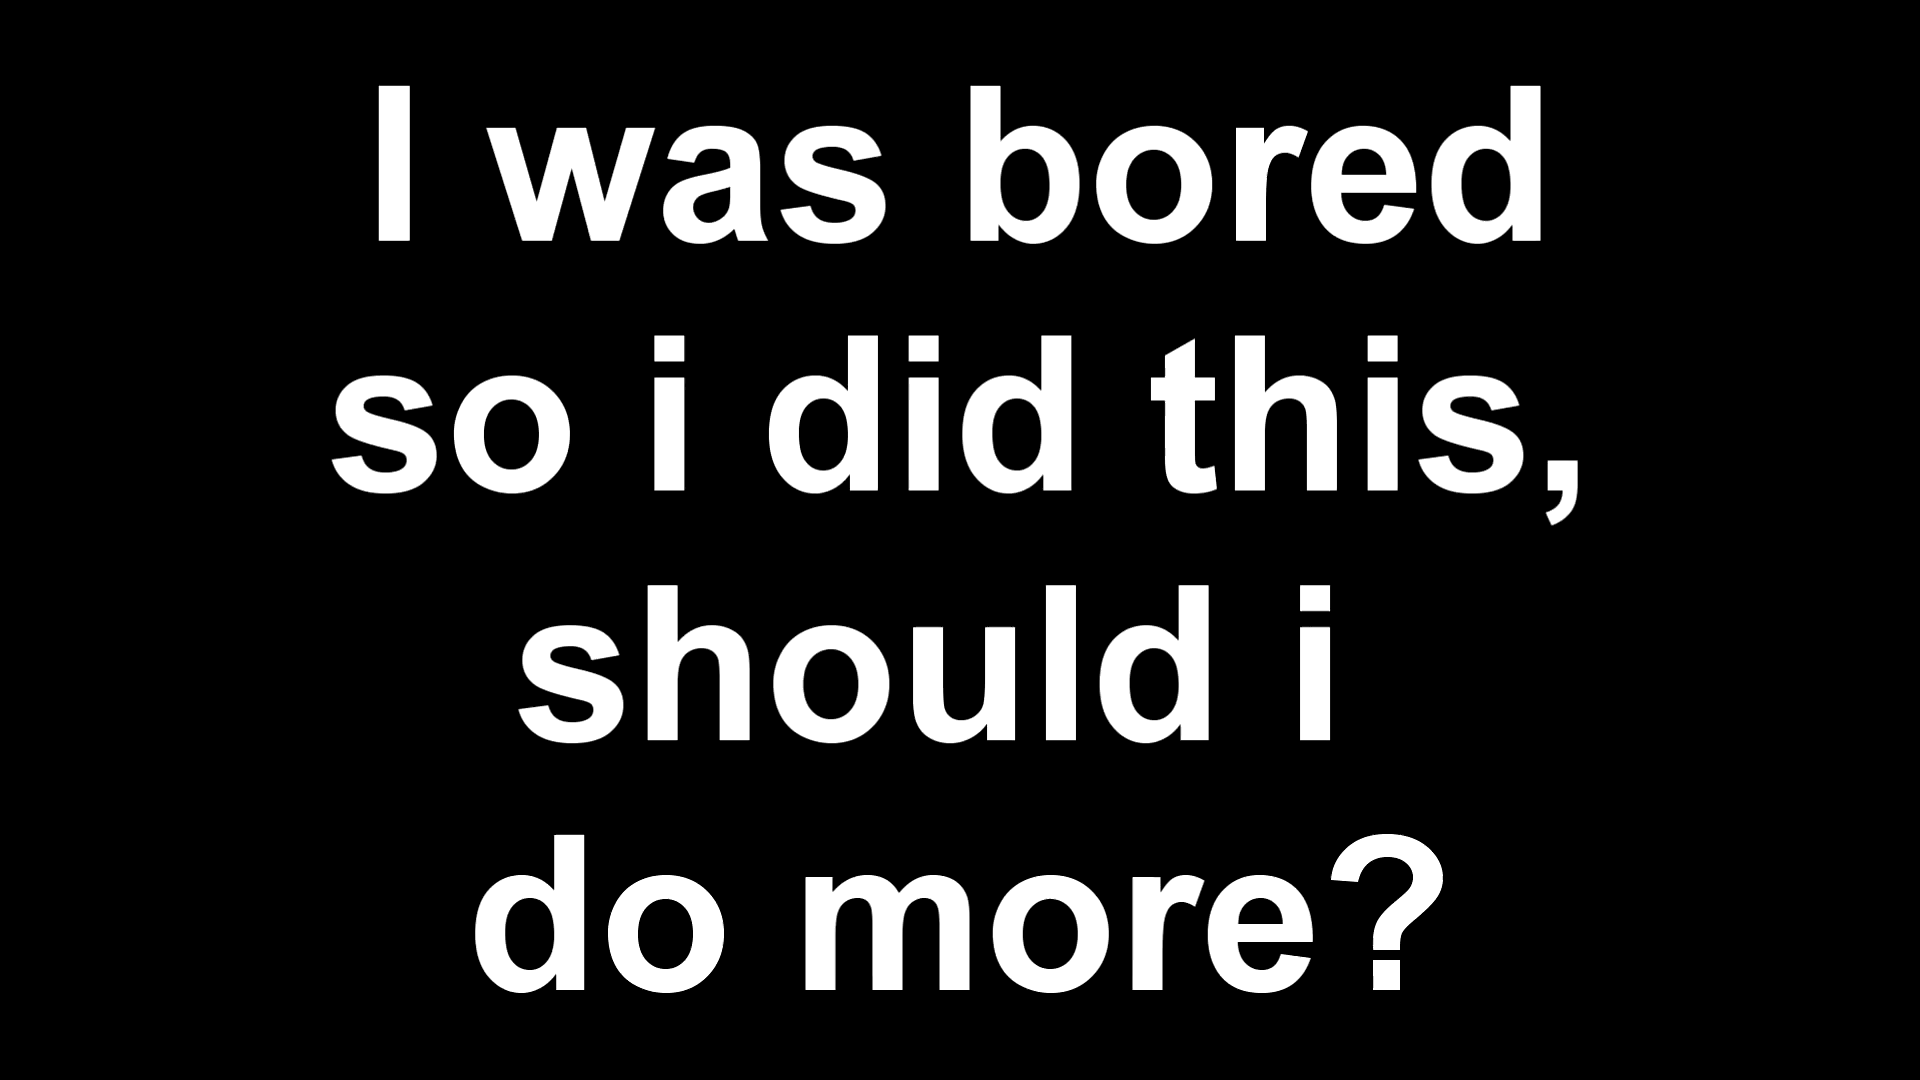 I was bored
so i did this,
should i
do more?